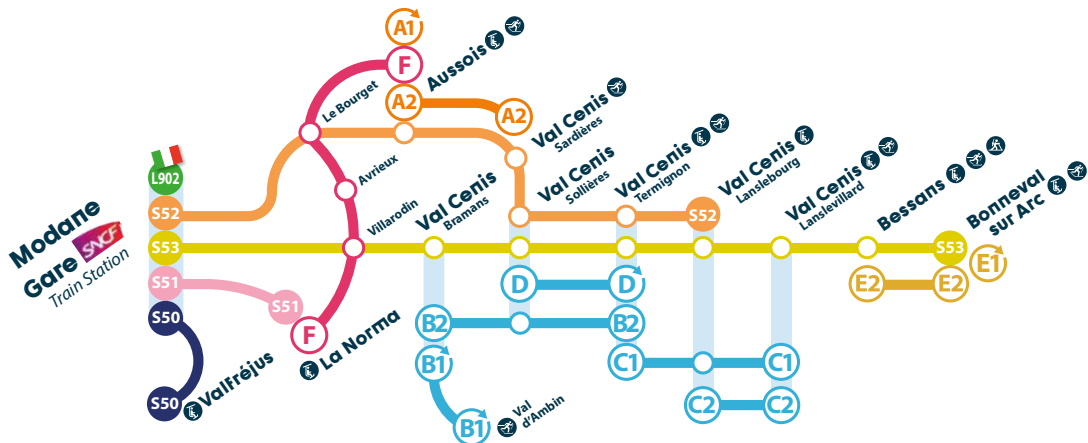 A1
F
Aussois
A2
A2
Le Bourget
Val Cenis
Sardières
Avrieux
L902
Modane
Gare SNCF
Train Station
S52
S53
S51
S50
S50
ValFréjus
S51
F
La Norma
Villarodin
Val Cenis
Bramans
Val Cenis
Sollières
Val Cenis
Termignon
S52
Val Cenis
Lanslebourg
Val Cenis
Lanslevillard
Bessans
Bonneval
sur Arc
S53
E1
E2
E2
D
D
B2
B2
B1
B1
Val
d'Ambin
C1
C1
C2
C2